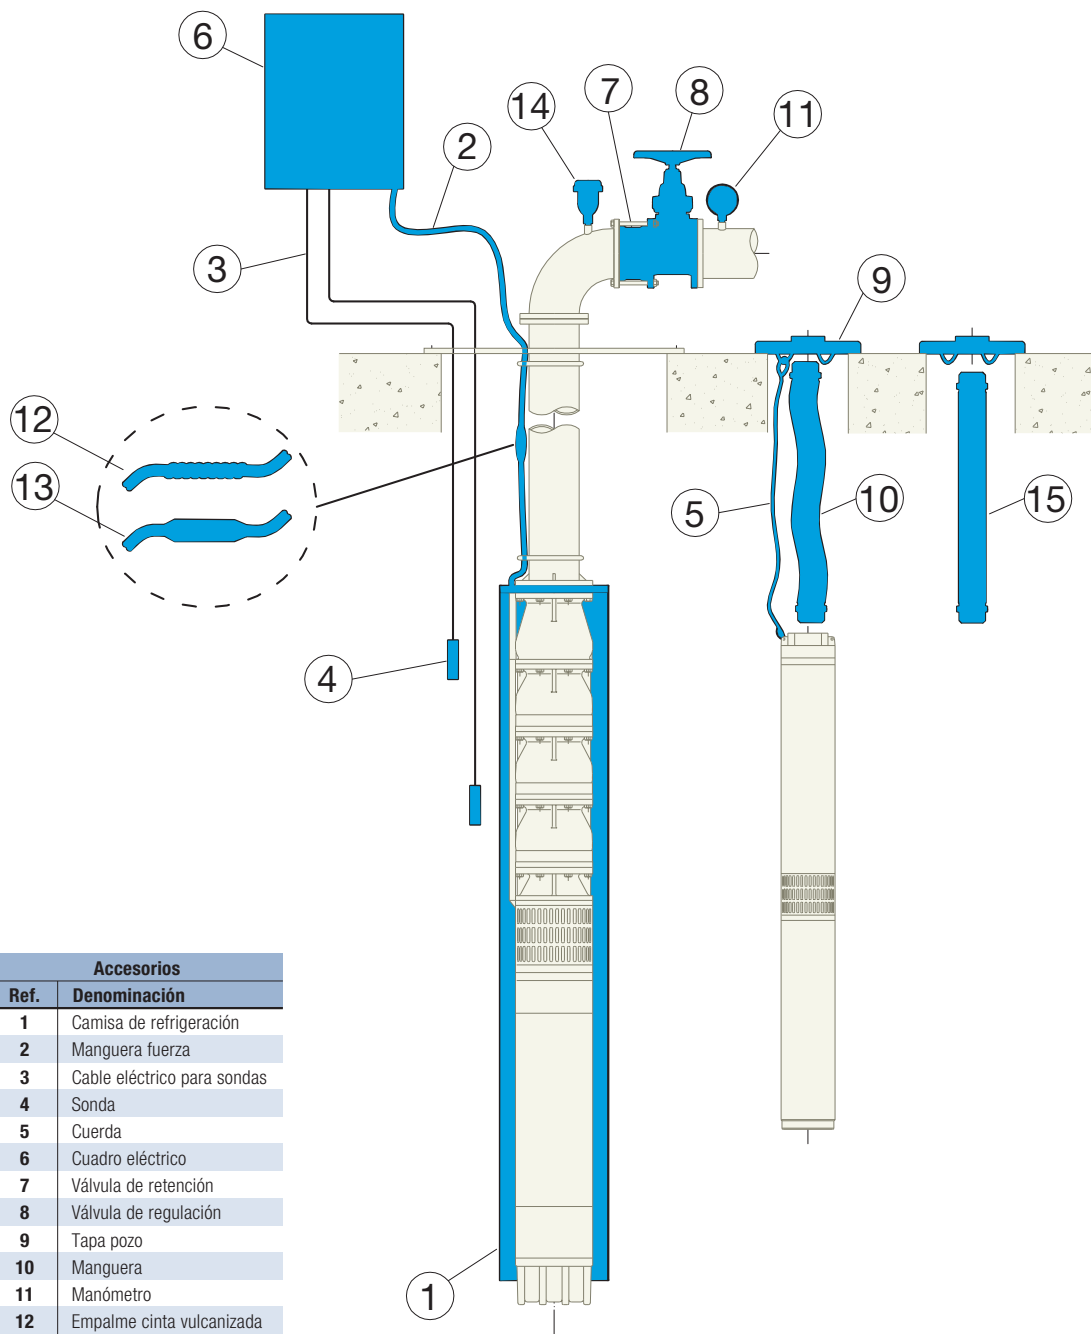 6
14
7
8
11
2
3
9
12
13
5
10
15
4
1
Accesorios
Ref. Denominación
1 Camisa de refrigeración
2 Manguera fuerza
3 Cable eléctrico para sondas
4 Sonda
5 Cuerda
6 Cuadro eléctrico
7 Válvula de retención
8 Válvula de regulación
9 Tapa pozo
10 Manguera
11 Manómetro
12 Empalme cinta vulcanizada